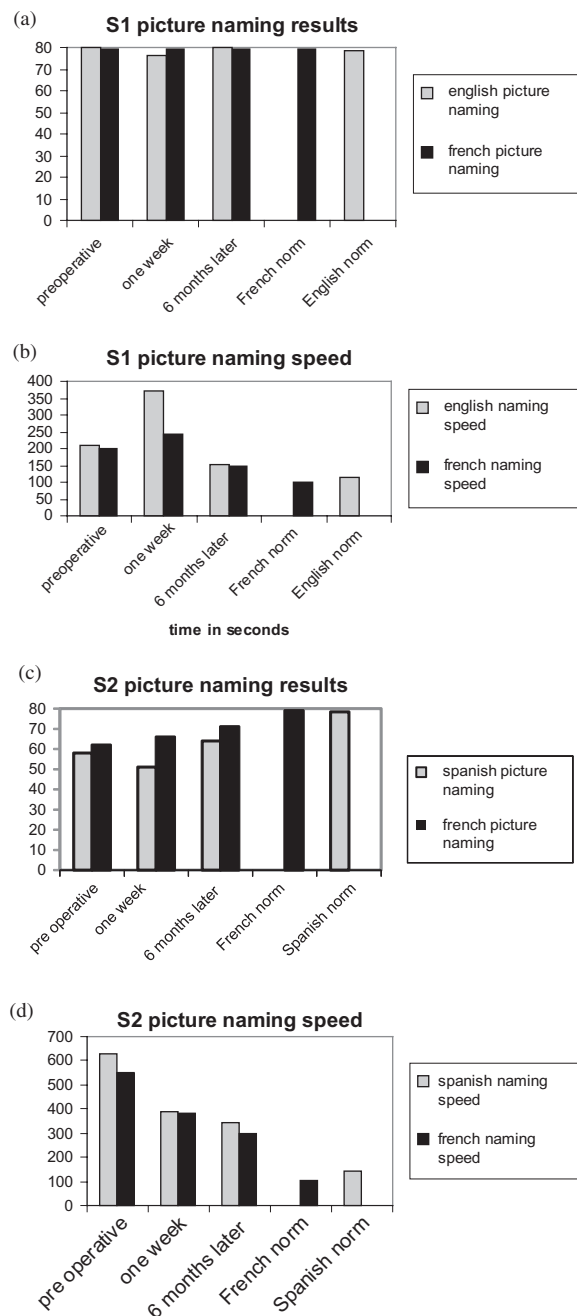 (a)
S1 picture naming results
80
70
60
50
40
30
20
10
0
preoperative
one week
6 months later
French norm
English norm
english picture
naming
french picture
naming
(b)
S1 picture naming speed
400
350
300
250
200
150
100
50
0
preoperative
one week
6 months later
French norm
English norm
time in seconds
english naming
speed
french naming
speed
(c)
S2 picture naming results
80
70
60
50
40
30
20
10
0
pre operative
one week
6 months later
French norm
Spanish norm
spanish picture
naming
french picture
naming
(d)
S2 picture naming speed
700
600
500
400
300
200
100
0
pre operative
one week
6 months later
French norm
Spanish norm
spanish naming
speed
french naming
speed